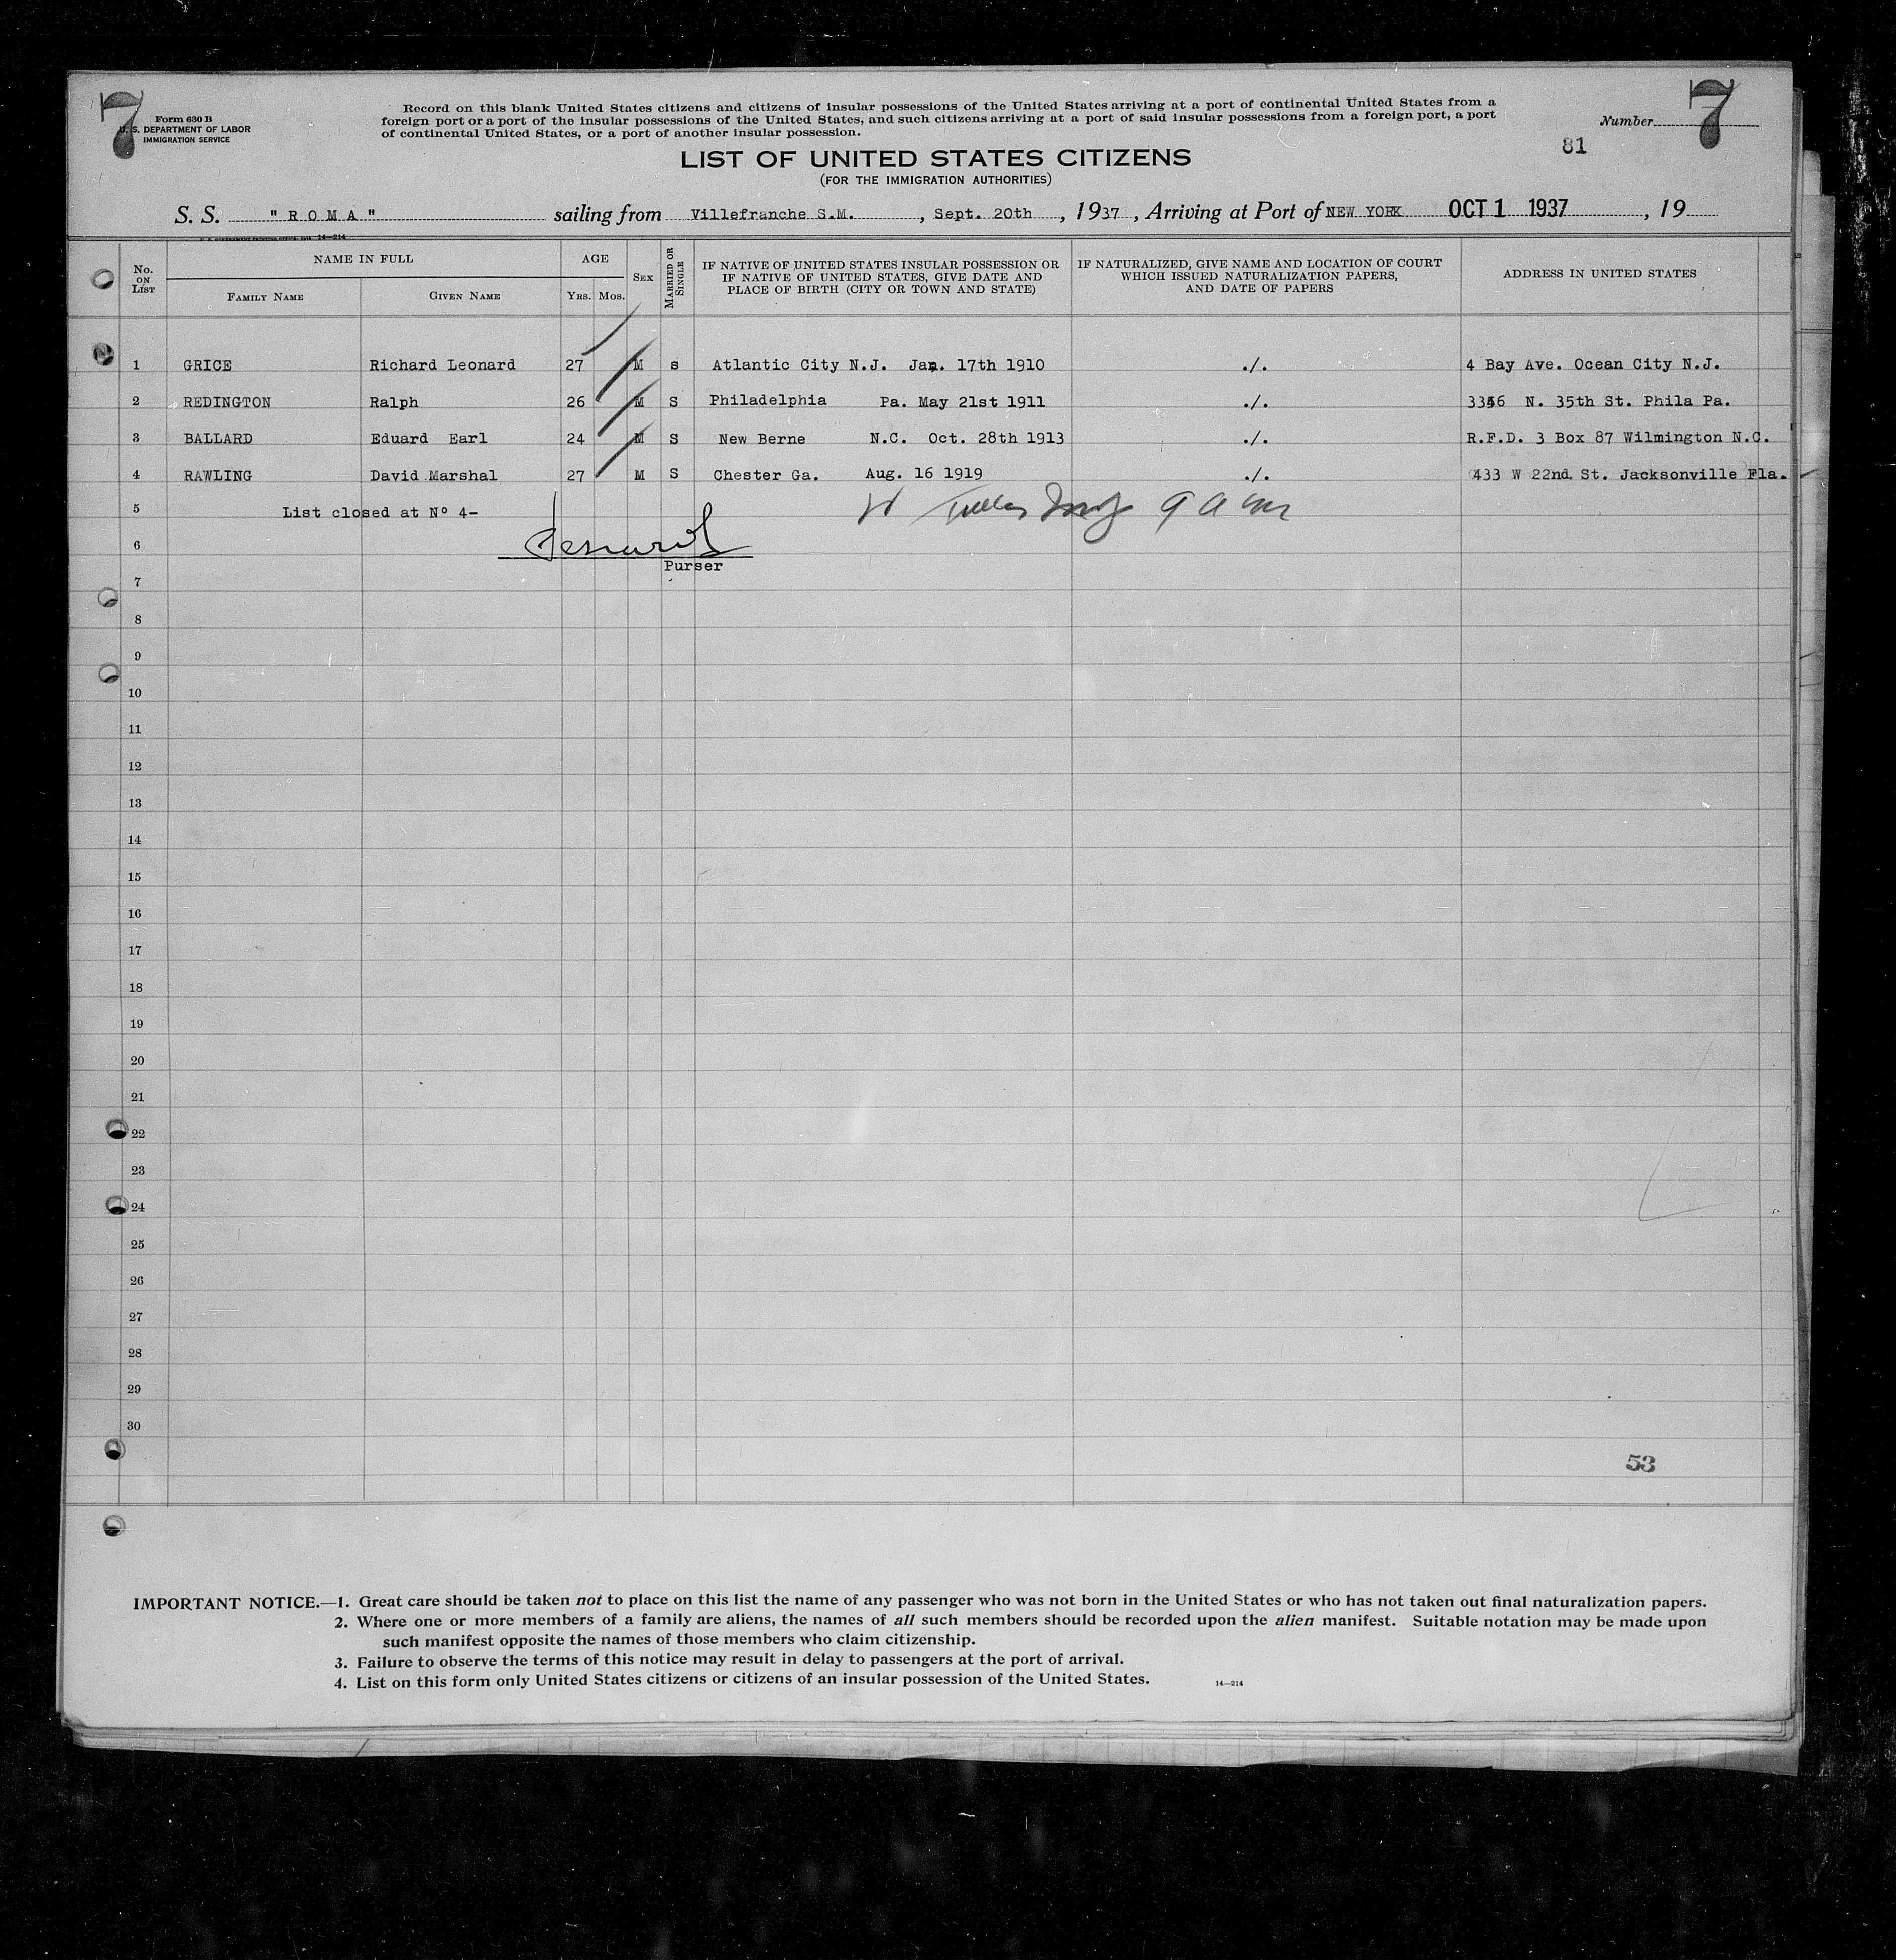 7
Form 630 B
U. S. DEPARTMENT OF LABOR
IMMIGRATION SERVICE
Record on this blank United States citizens and citizens of insular possessions of the United States arriving at a port of continental United States from a
foreign port or a port of the insular possessions of the United States, and such citizens arriving at a port of said insular possessions from a foreign port, a port
of continental United States, or a port of another insular possession.
Number 7
81
LIST OF UNITED STATES CITIZENS
(FOR THE IMMIGRATION AUTHORITIES)
S. S. "ROMA" sailing from Villefranche S.M. , Sept. 20th , 1937 , Arriving at Port of NEW YORK OCT 1 1937 , 19
14—214
No. ON LIST
NAME IN FULL
FAMILY NAME
GIVEN NAME
AGE
YRS. MOS.
SEX
MARRIED OR SINGLE
IF NATIVE OF UNITED STATES INSULAR POSSESSION OR
IF NATIVE OF UNITED STATES, GIVE DATE AND
PLACE OF BIRTH (CITY OR TOWN AND STATE)
IF NATURALIZED, GIVE NAME AND LOCATION OF COURT
WHICH ISSUED NATURALIZATION PAPERS,
AND DATE OF PAPERS
ADDRESS IN UNITED STATES
1 GRICE Richard Leonard 27 M s Atlantic City N.J. Jan. 17th 1910 ./. 4 Bay Ave. Ocean City N.J.
2 REDINGTON Ralph 26 M S Philadelphia Pa. May 21st 1911 ./. N. 35th St. Phila Pa.
3 BALLARD Eduard Earl 24 M S New Berne N.C. Oct. 28th 1913 ./. R.F.D. 3 Box 87 Wilmington N.C.
4 RAWLING David Marshal 27 M S Chester Ga. Aug. 16 1919 ./. 433 W 22nd. St. Jacksonville Fla.
5 List closed at Nº 4-
6
Purser
7
8
9
10
11
12
13
14
15
16
17
18
19
20
21
22
23
24
25
26
27
28
29
30
53
IMPORTANT NOTICE.—1. Great care should be taken not to place on this list the name of any passenger who was not born in the United States or who has not taken out final naturalization papers.
2. Where one or more members of a family are aliens, the names of all such members should be recorded upon the alien manifest. Suitable notation may be made upon
such manifest opposite the names of those members who claim citizenship.
3. Failure to observe the terms of this notice may result in delay to passengers at the port of arrival.
4. List on this form only United States citizens or citizens of an insular possession of the United States.
14—214